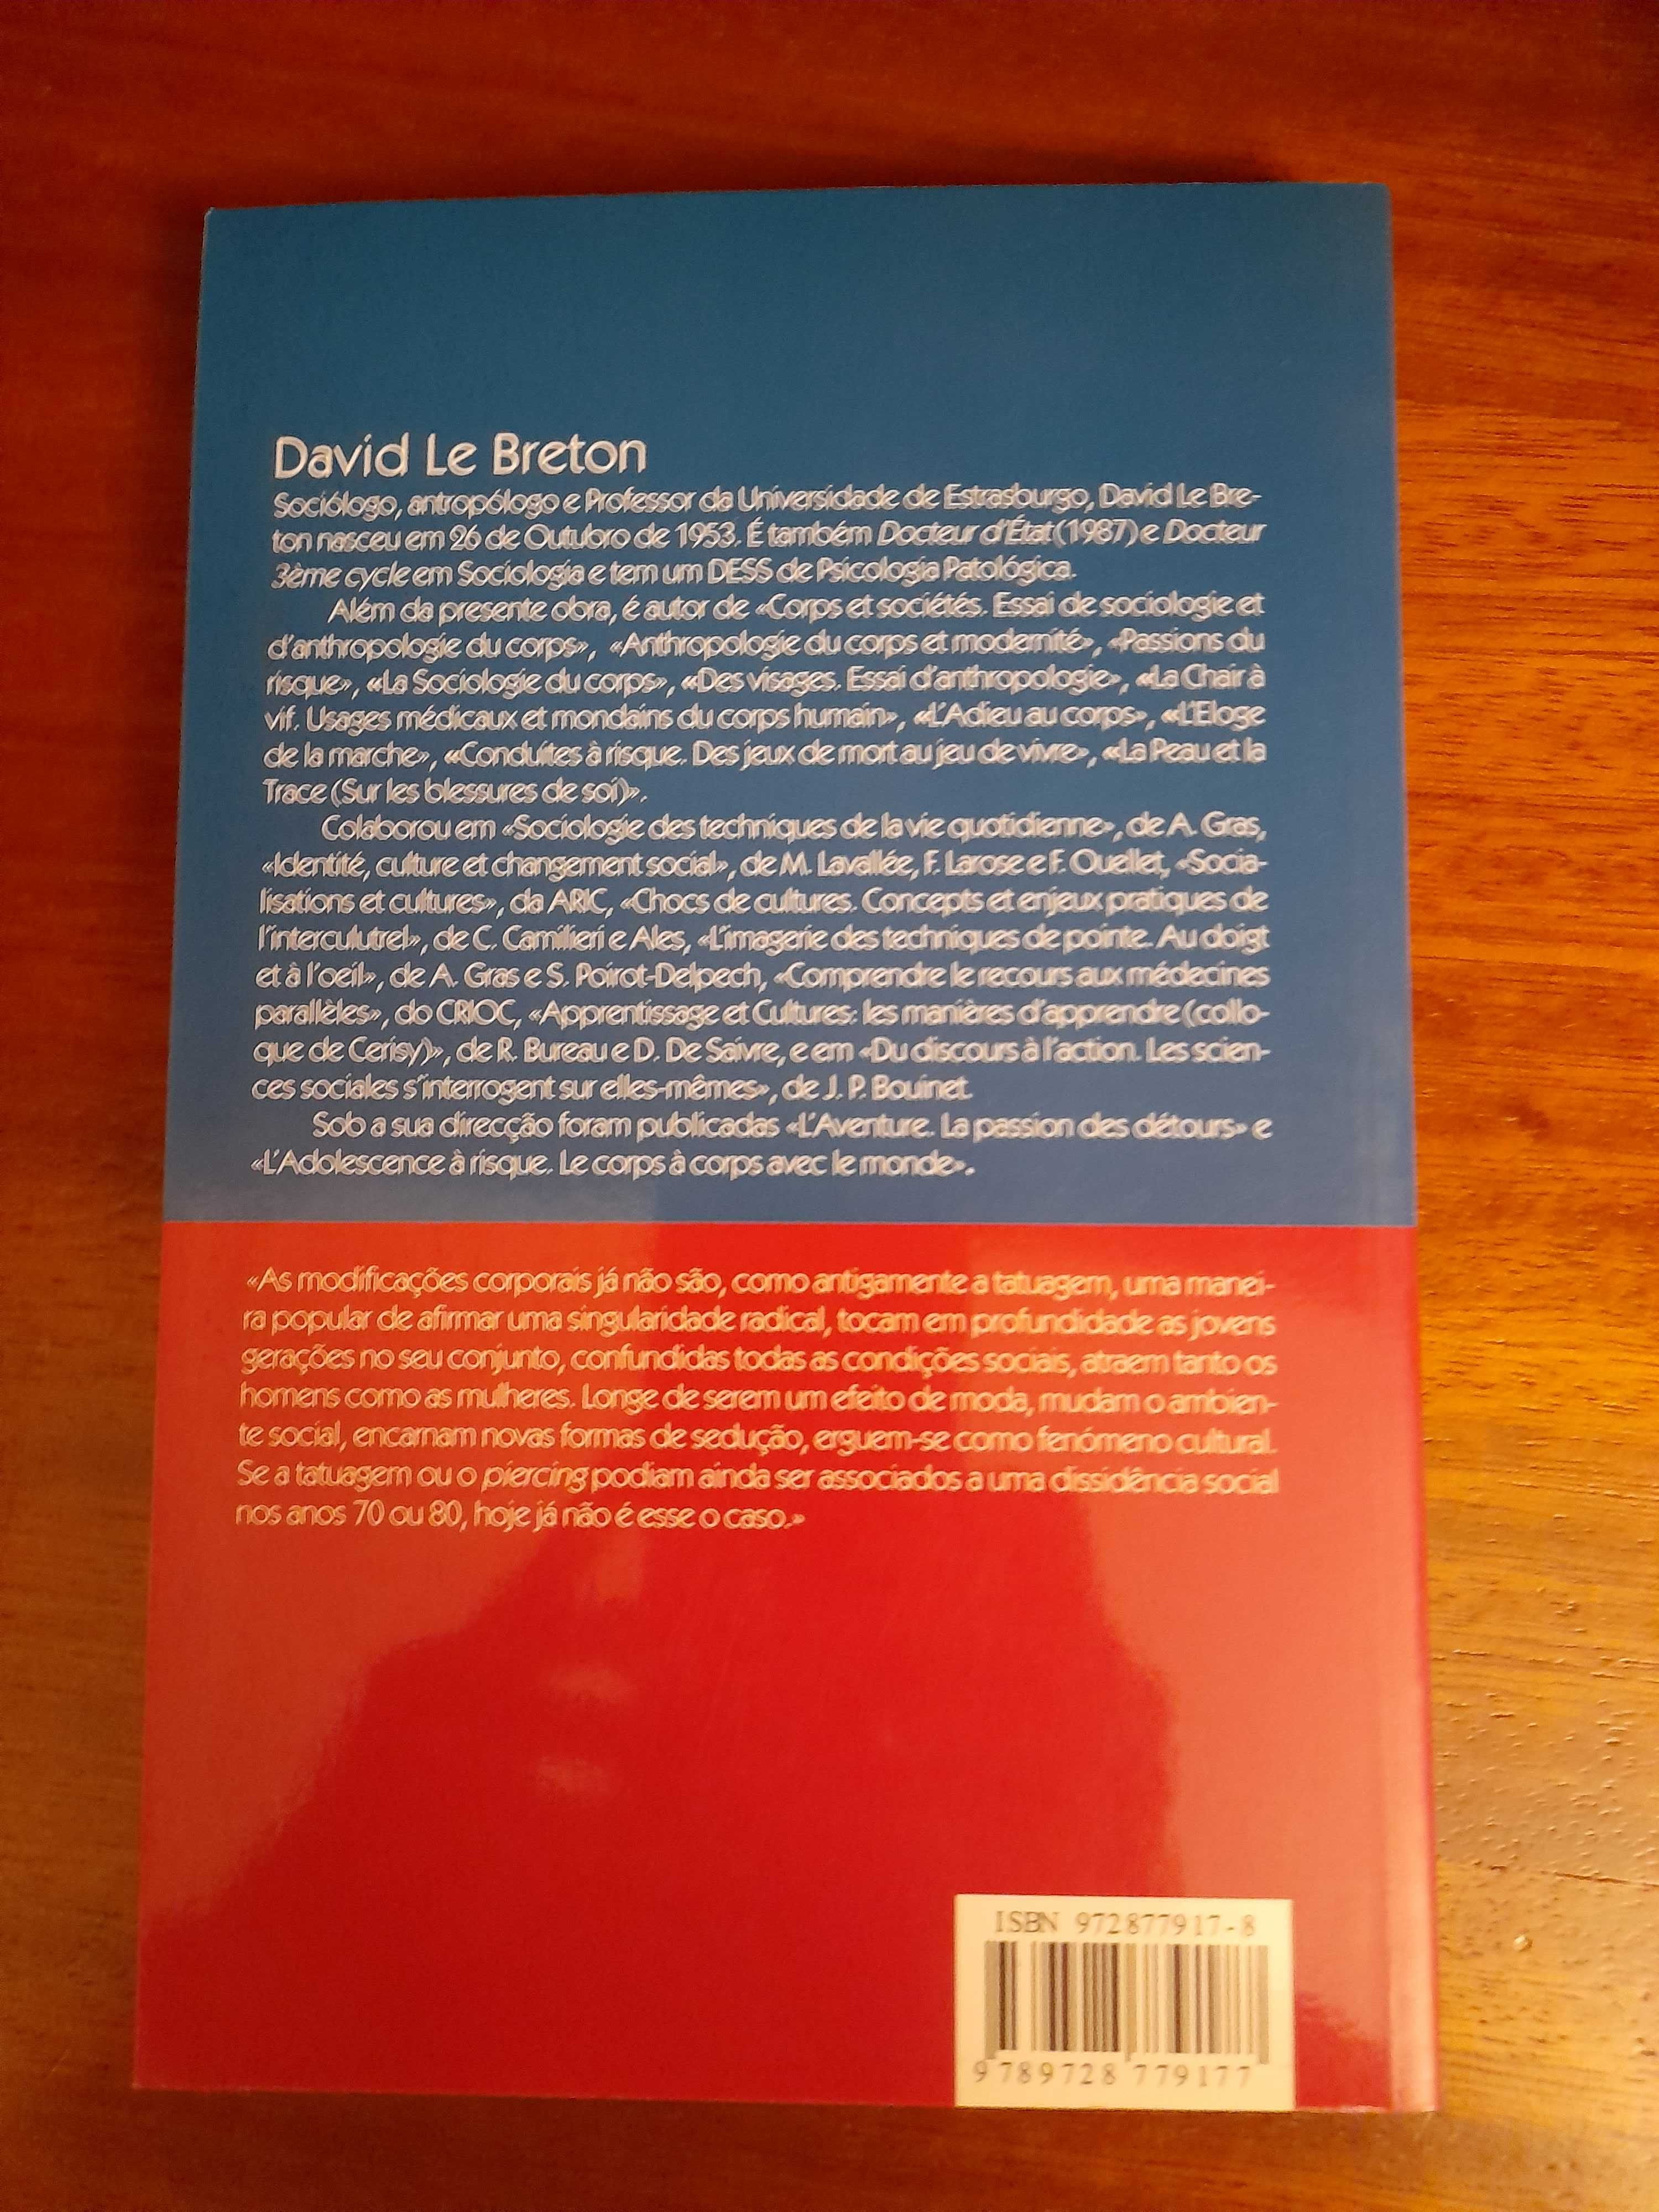 David Le Breton
Sociólogo, antropólogo e Professor da Universidade de Estrasburgo, David Le Bre-
ton nasceu em 26 de Outubro de 1953. É também Docteur d'État (1987) e Docteur
3ème cycle em Sociologia e tem um DESS de Psicologia Patológica.
Além da presente obra, é autor de «Corps et sociétés. Essai de sociologie et
d'anthropologie du corps», «Anthropologie du corps et modernité», «Passions du
risque», «La Sociologie du corps», «Des visages. Essai d'anthropologie», «La Chair à
vif. Usages médicaux et mondains du corps humain», «L'Adieu au corps», «L'Eloge
de la marche», «Conduites à risque. Des jeux de mort au jeu de vivre», «La Peau et la
Trace (Sur les blessures de soi)».
Colaborou em «Sociologie des techniques de la vie quotidienne», de A. Gras,
«Identité, culture et changement social», de M. Lavallée, F. Larose e F. Ouellet, «Socia-
lisations et cultures», da ARIC, «Chocs de cultures. Concepts et enjeux pratiques de
l'interculutrel», de C. Camilieri e Ales, «L'imagerie des techniques de pointe. Au doigt
et à l'oeil», de A. Gras e S. Poirot-Delpech, «Comprendre le recours aux médecines
parallèles», do CRIOC, «Apprentissage et Cultures: les manières d'apprendre (collo-
que de Cerisy)», de R. Bureau e D. De Saivre, e em «Du discours à l'action. Les scien-
ces sociales s'interrogent sur elles-mêmes», de J. P. Bouinet.
Sob a sua direcção foram publicadas «L'Aventure. La passion des détours» e
«L'Adolescence à risque. Le corps à corps avec le monde».
«As modificações corporais já não são, como antigamente a tatuagem, uma manei-
ra popular de afirmar uma singularidade radical, tocam em profundidade as jovens
gerações no seu conjunto, confundidas todas as condições sociais, atraem tanto os
homens como as mulheres. Longe de serem um efeito de moda, mudam o ambien-
te social, encarnam novas formas de sedução, erguem-se como fenómeno cultural.
Se a tatuagem ou o piercing podiam ainda ser associados a uma dissidência social
nos anos 70 ou 80, hoje já não é esse o caso.»
ISBN 972877917-8
9 789728 779177